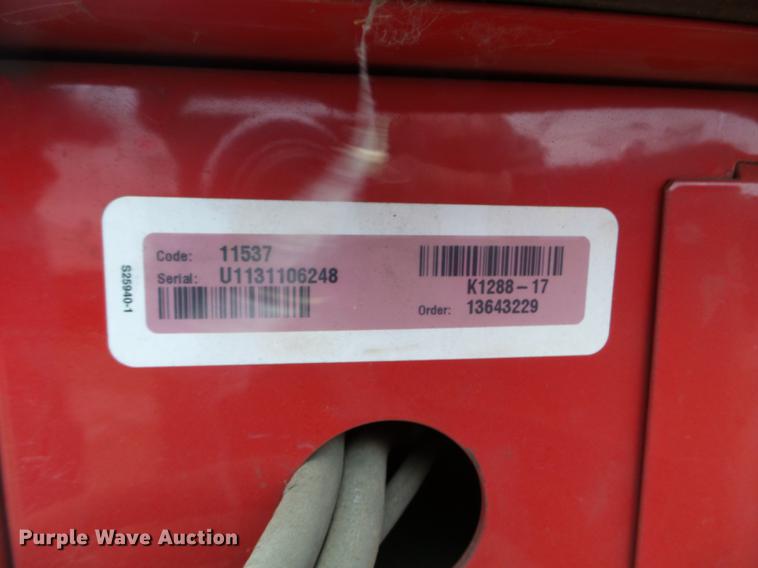 Code: 11537
Serial: U1131106248
K1288-17
Order: 13643229
S25940-1
Purple Wave Auction